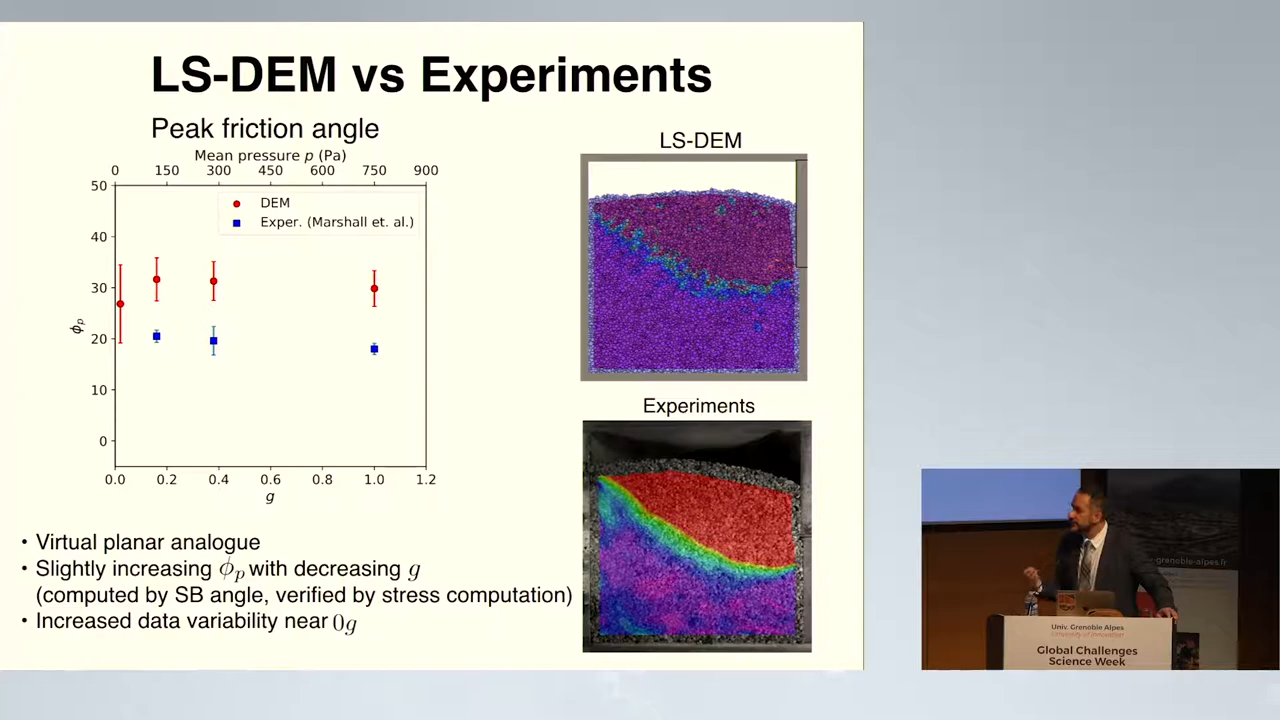 LS-DEM vs Experiments
Peak friction angle
Mean pressure p (Pa)
0 150 300 450 600 750 900
50
40
30
20
10
0
ϕp
DEM
Exper. (Marshall et. al.)
0.0 0.2 0.4 0.6 0.8 1.0 1.2
g
LS-DEM
Experiments
• Virtual planar analogue
• Slightly increasing ϕp with decreasing g
(computed by SB angle, verified by stress computation)
• Increased data variability near 0g
-grenoble-alpes.fr
Univ. Grenoble Alpes
University of Innovation
Global Challenges
Science Week